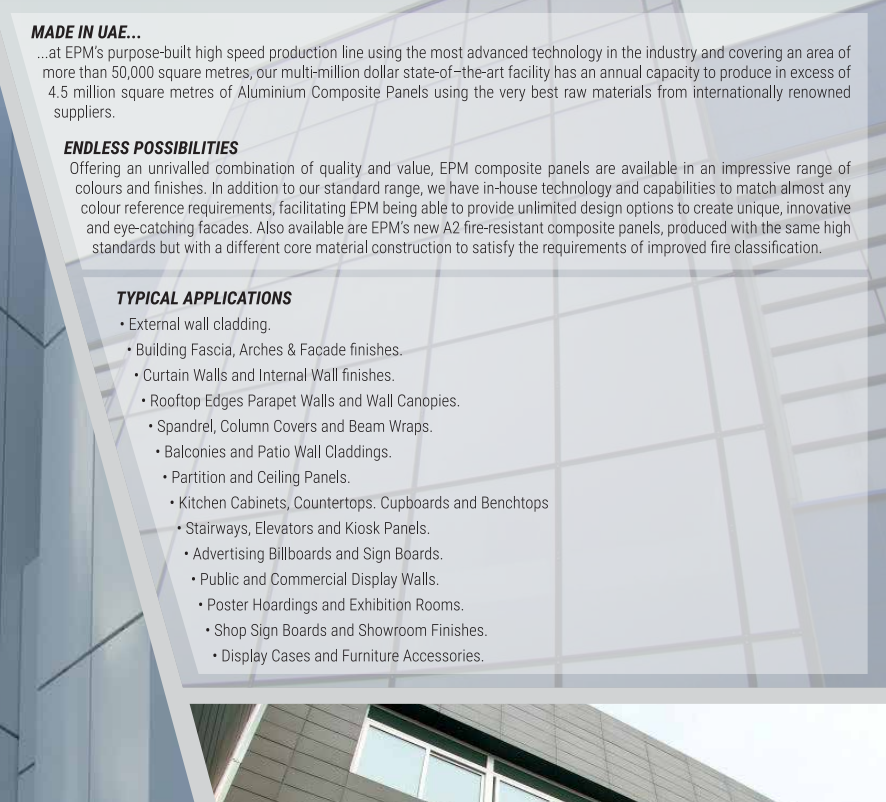 MADE IN UAE...
...at EPM's purpose-built high speed production line using the most advanced technology in the industry and covering an area of
more than 50,000 square metres, our multi-million dollar state-of–the-art facility has an annual capacity to produce in excess of
4.5 million square metres of Aluminium Composite Panels using the very best raw materials from internationally renowned
suppliers.
ENDLESS POSSIBILITIES
Offering an unrivalled combination of quality and value, EPM composite panels are available in an impressive range of
colours and finishes. In addition to our standard range, we have in-house technology and capabilities to match almost any
colour reference requirements, facilitating EPM being able to provide unlimited design options to create unique, innovative
and eye-catching facades. Also available are EPM's new A2 fire-resistant composite panels, produced with the same high
standards but with a different core material construction to satisfy the requirements of improved fire classification.
TYPICAL APPLICATIONS
• External wall cladding.
• Building Fascia, Arches & Facade finishes.
• Curtain Walls and Internal Wall finishes.
• Rooftop Edges Parapet Walls and Wall Canopies.
• Spandrel, Column Covers and Beam Wraps.
• Balconies and Patio Wall Claddings.
• Partition and Ceiling Panels.
• Kitchen Cabinets, Countertops. Cupboards and Benchtops
• Stairways, Elevators and Kiosk Panels.
• Advertising Billboards and Sign Boards.
• Public and Commercial Display Walls.
• Poster Hoardings and Exhibition Rooms.
• Shop Sign Boards and Showroom Finishes.
• Display Cases and Furniture Accessories.